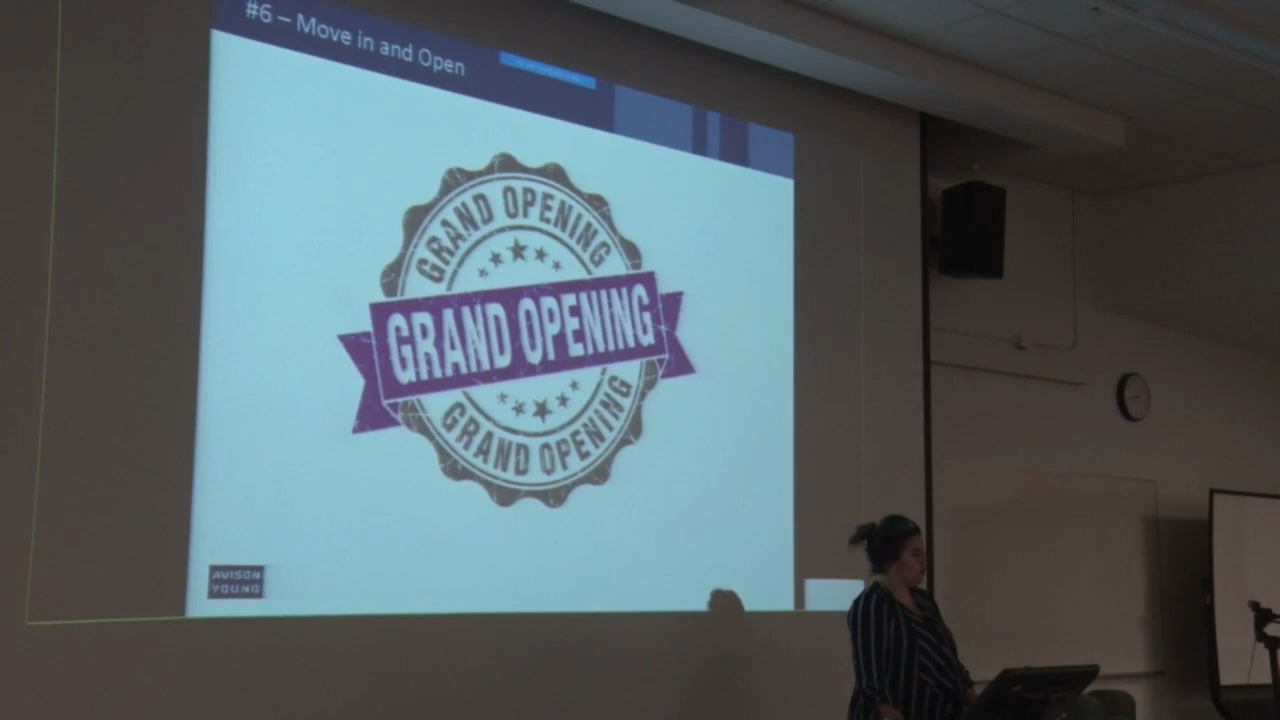 #6 – Move in and Open
GRAND OPENING
GRAND OPENING
GRAND OPENING
AVISON
YOUNG